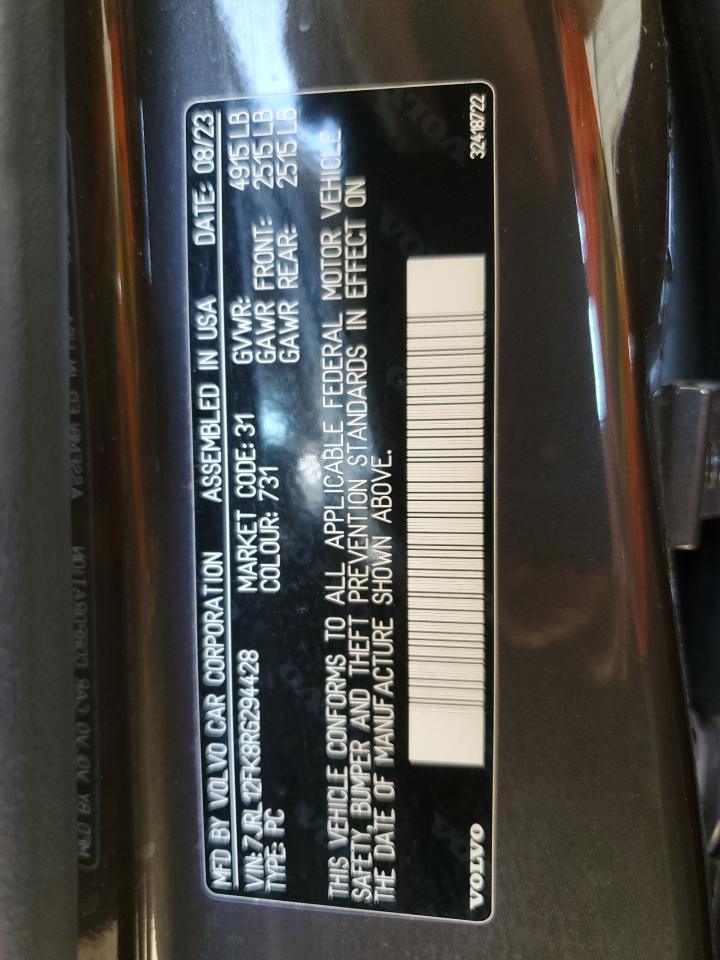 MFD BY VOLVO CAR CORPORATION ASSEMBLED IN USA DATE: 08/23
VIN: 7JRL12FK8RG294428 MARKET CODE: 31 GVWR: 4915 LB
TYPE: PC COLOUR: 731 GAWR FRONT: 2515 LB
GAWR REAR: 2515 LB
THIS VEHICLE CONFORMS TO ALL APPLICABLE FEDERAL MOTOR VEHICLE
SAFETY, BUMPER AND THEFT PREVENTION STANDARDS IN EFFECT ON
THE DATE OF MANUFACTURE SHOWN ABOVE.
VOLVO 32418722